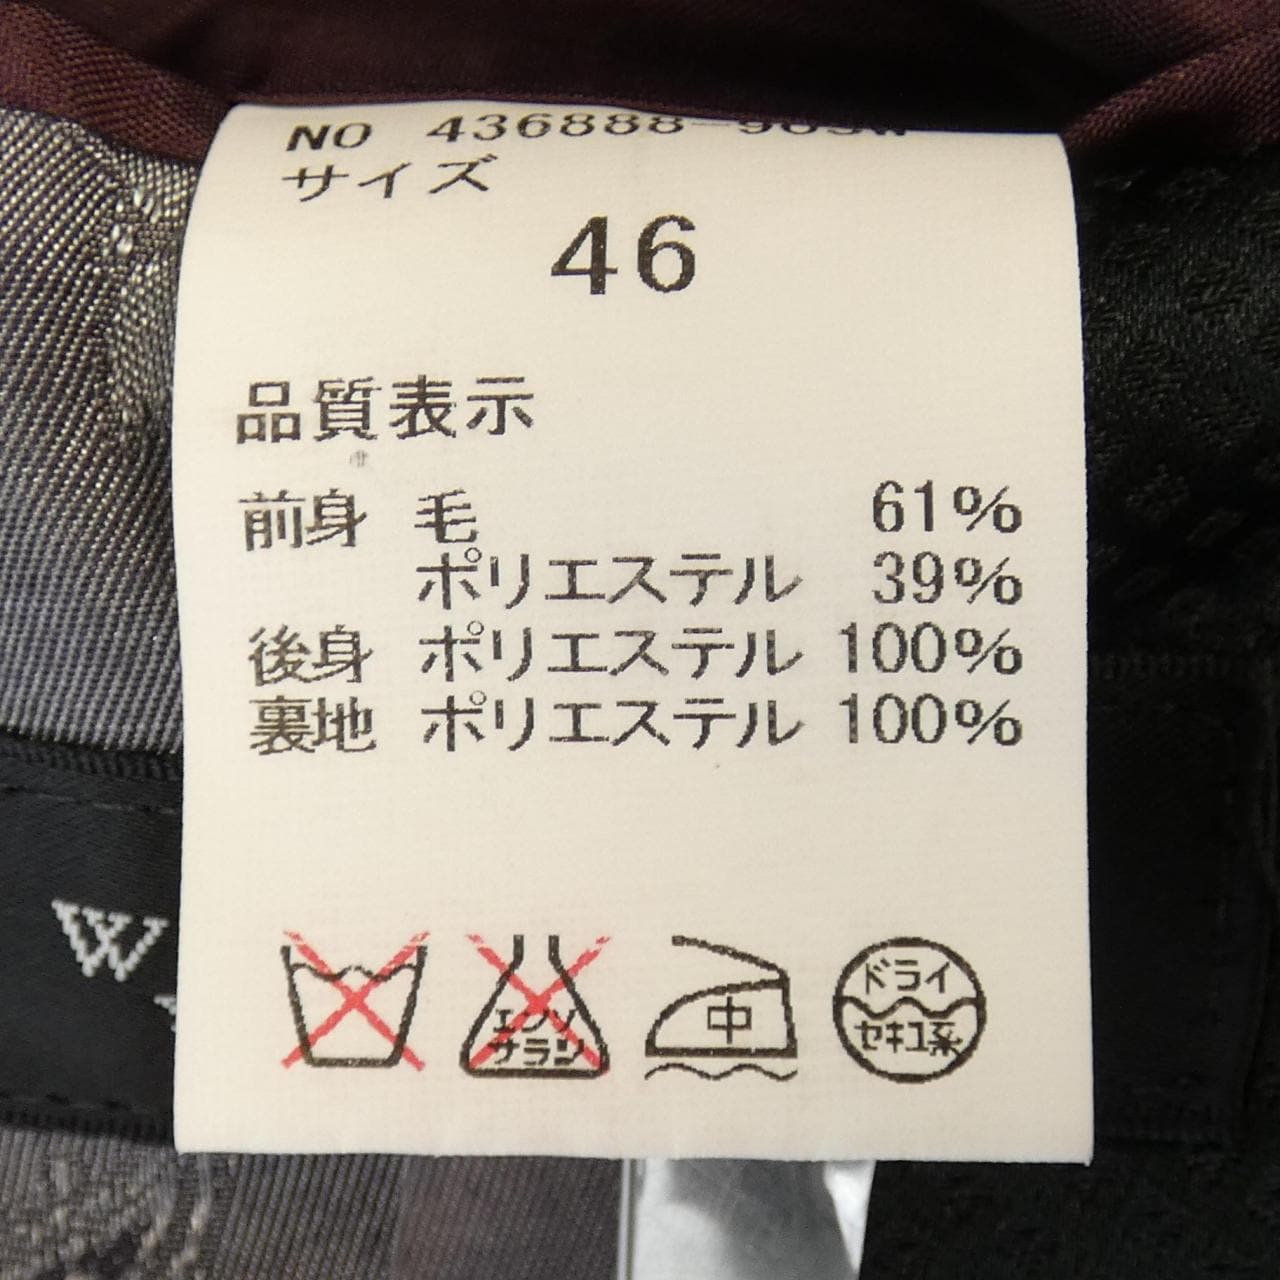 NO 436888-
サイズ
46
品質表示
前身 毛 61%
ポリエステル 39%
後身 ポリエステル 100%
裏地 ポリエステル 100%
エンソ
サラシ
中
ドライ
セキユ系
W